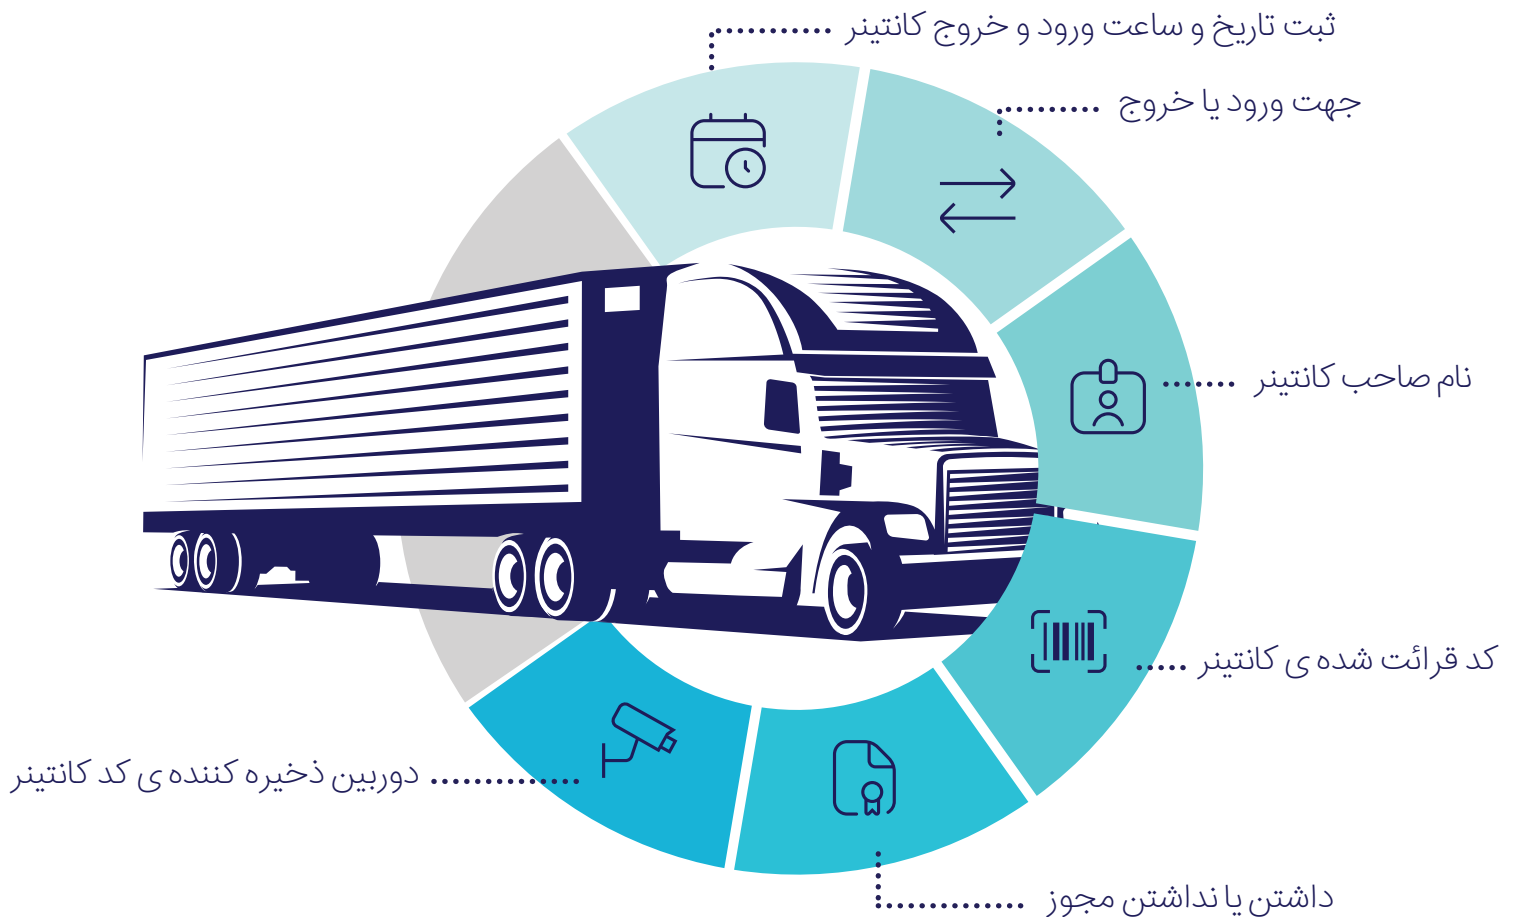 ثبت تاریخ و ساعت ورود و خروج کانتینر
جهت ورود یا خروج
نام صاحب کانتینر
کد قرائت شده ی کانتینر
دوربین ذخیره کننده ی کد کانتینر
داشتن یا نداشتن مجوز